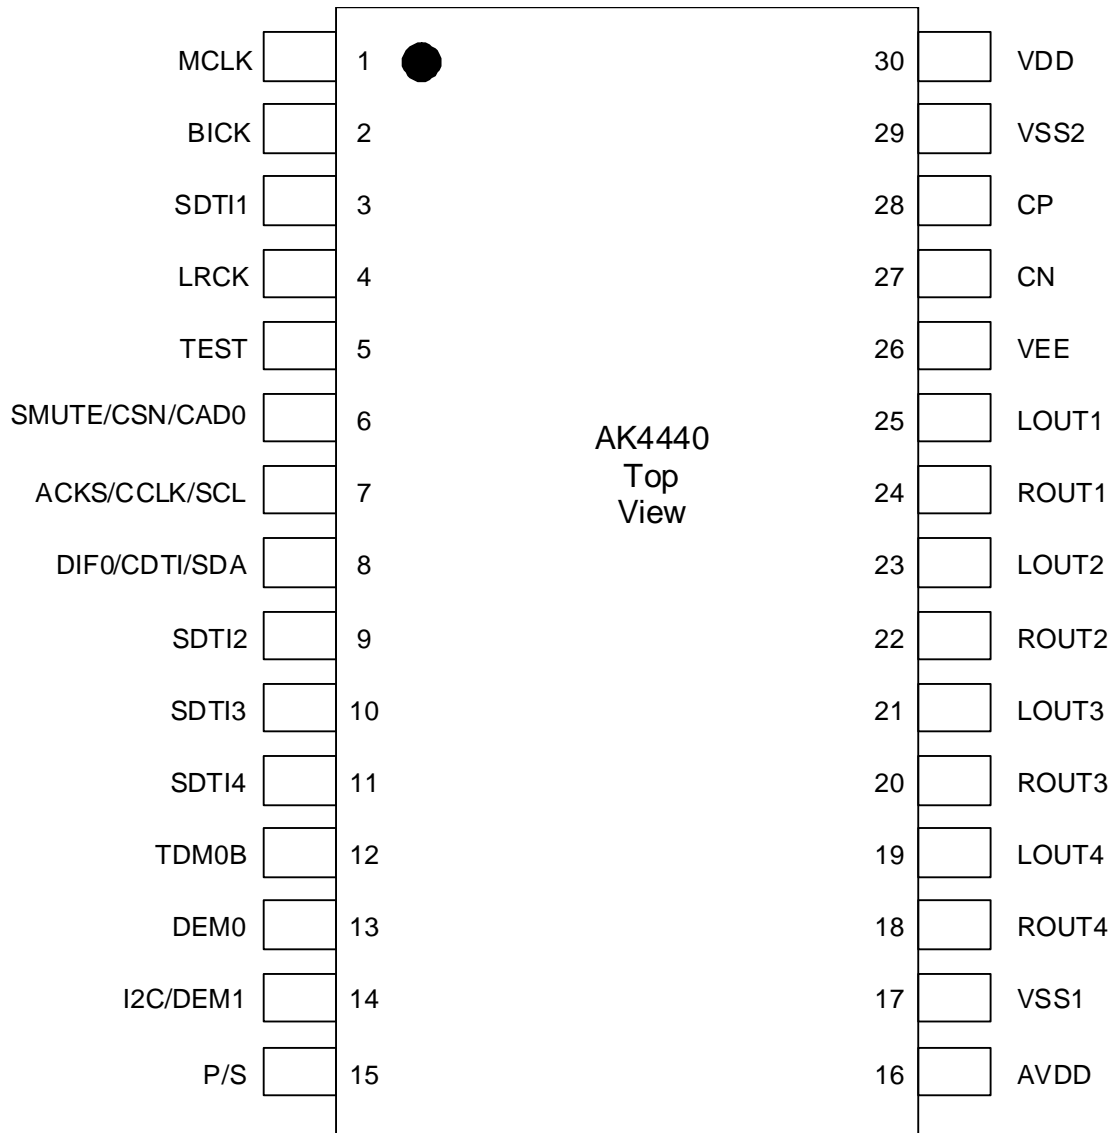 MCLK 1 30 VDD
BICK 2 29 VSS2
SDTI1 3 28 CP
LRCK 4 27 CN
TEST 5 26 VEE
SMUTE/CSN/CAD0 6 25 LOUT1
AK4440
Top
View
ACKS/CCLK/SCL 7 24 ROUT1
DIF0/CDTI/SDA 8 23 LOUT2
SDTI2 9 22 ROUT2
SDTI3 10 21 LOUT3
SDTI4 11 20 ROUT3
TDM0B 12 19 LOUT4
DEM0 13 18 ROUT4
I2C/DEM1 14 17 VSS1
P/S 15 16 AVDD